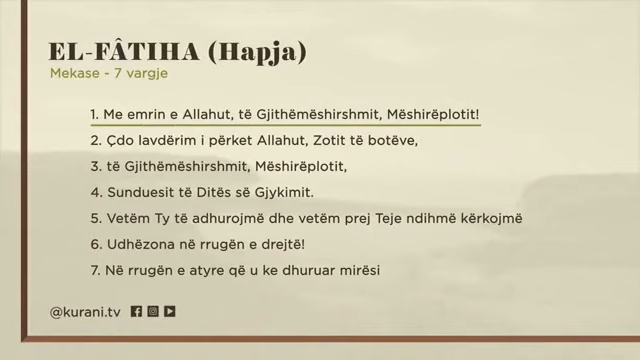 EL-FÂTIHA (Hapja)
Mekase - 7 vargje
1. Me emrin e Allahut, të Gjithëmëshirshmit, Mëshirëplotit!
2. Çdo lavdërim i përket Allahut, Zotit të botëve,
3. të Gjithëmëshirshmit, Mëshirëplotit,
4. Sunduesit të Ditës së Gjykimit.
5. Vetëm Ty të adhurojmë dhe vetëm prej Teje ndihmë kërkojmë
6. Udhëzona në rrugën e drejtë!
7. Në rrugën e atyre që u ke dhuruar mirësi
@kurani.tv